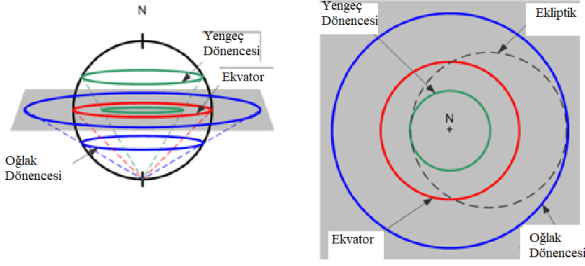 N
Yengeç
Dönencesi
Ekvator
Oğlak
Dönencesi
Yengeç
Dönencesi
Ekliptik
N
Ekvator
Oğlak
Dönencesi